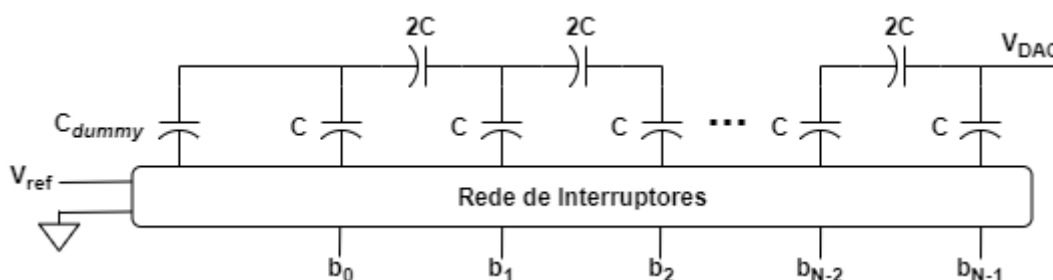 2C 2C 2C V_DAC
C_dummy C C C ... C C
V_ref
Rede de Interruptores
b_0 b_1 b_2 b_N-2 b_N-1